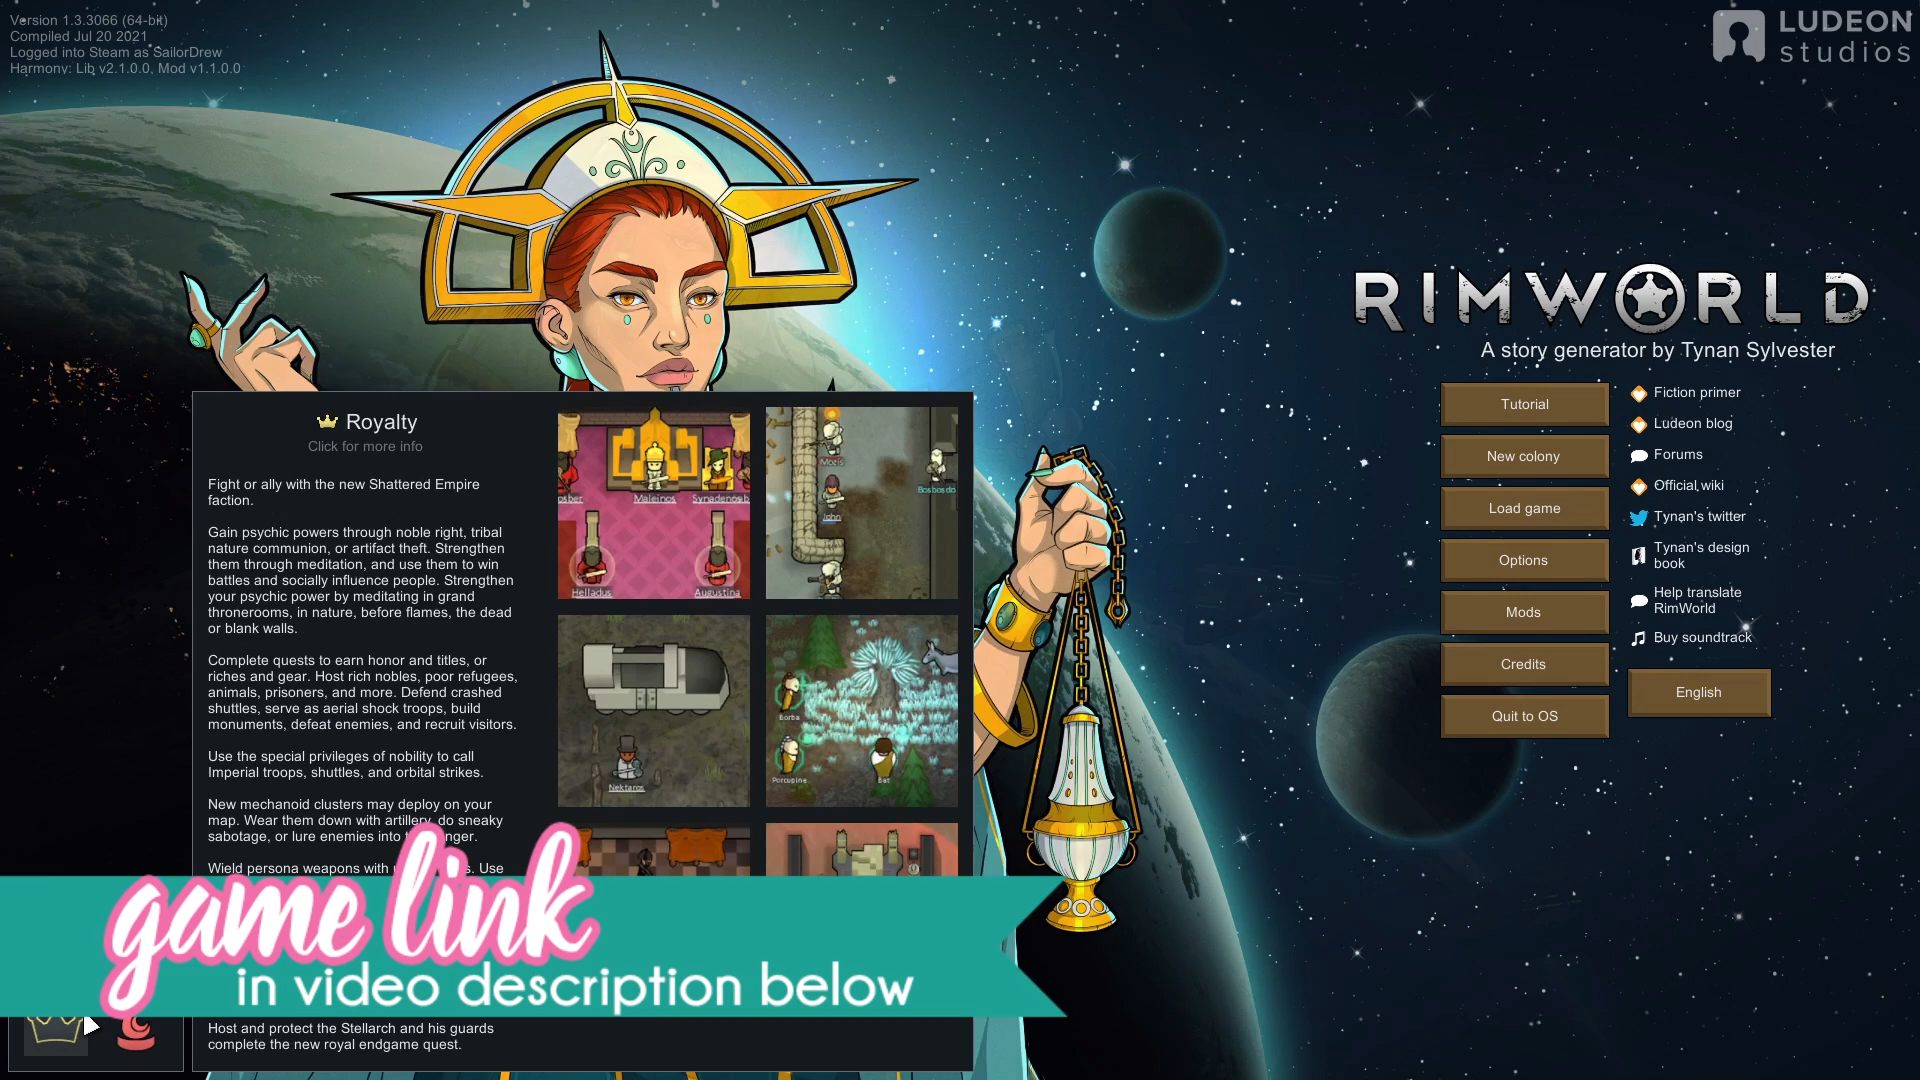 Version 1.3.3066 (64-bit)
Compiled Jul 20 2021
Logged into Steam as SailorDrew
Harmony: Lib v2.1.0.0, Mod v1.1.0.0
LUDEON
studios
RIMWORLD
A story generator by Tynan Sylvester
Tutorial
New colony
Load game
Options
Mods
Credits
Quit to OS
Fiction primer
Ludeon blog
Forums
Official wiki
Tynan's twitter
Tynan's design
book
Help translate
RimWorld
Buy soundtrack
English
Royalty
Click for more info
Fight or ally with the new Shattered Empire
faction.
Gain psychic powers through noble right, tribal
nature communion, or artifact theft. Strengthen
them through meditation, and use them to win
battles and socially influence people. Strengthen
your psychic power by meditating in grand
thronerooms, in nature, before flames, the dead
or blank walls.
Complete quests to earn honor and titles, or
riches and gear. Host rich nobles, poor refugees,
animals, prisoners, and more. Defend crashed
shuttles, serve as aerial shock troops, build
monuments, defeat enemies, and recruit visitors.
Use the special privileges of nobility to call
Imperial troops, shuttles, and orbital strikes.
New mechanoid clusters may deploy on your
map. Wear them down with artillery, do sneaky
sabotage, or lure enemies into
Wield persona weapons with
Use
Host and protect the Stellarch and his guards
complete the new royal endgame quest.
Maleinos
Synadenosb
Helladus
Augustina
John
Nektaros
Borba
Porcupine
Bat
game link
in video description below